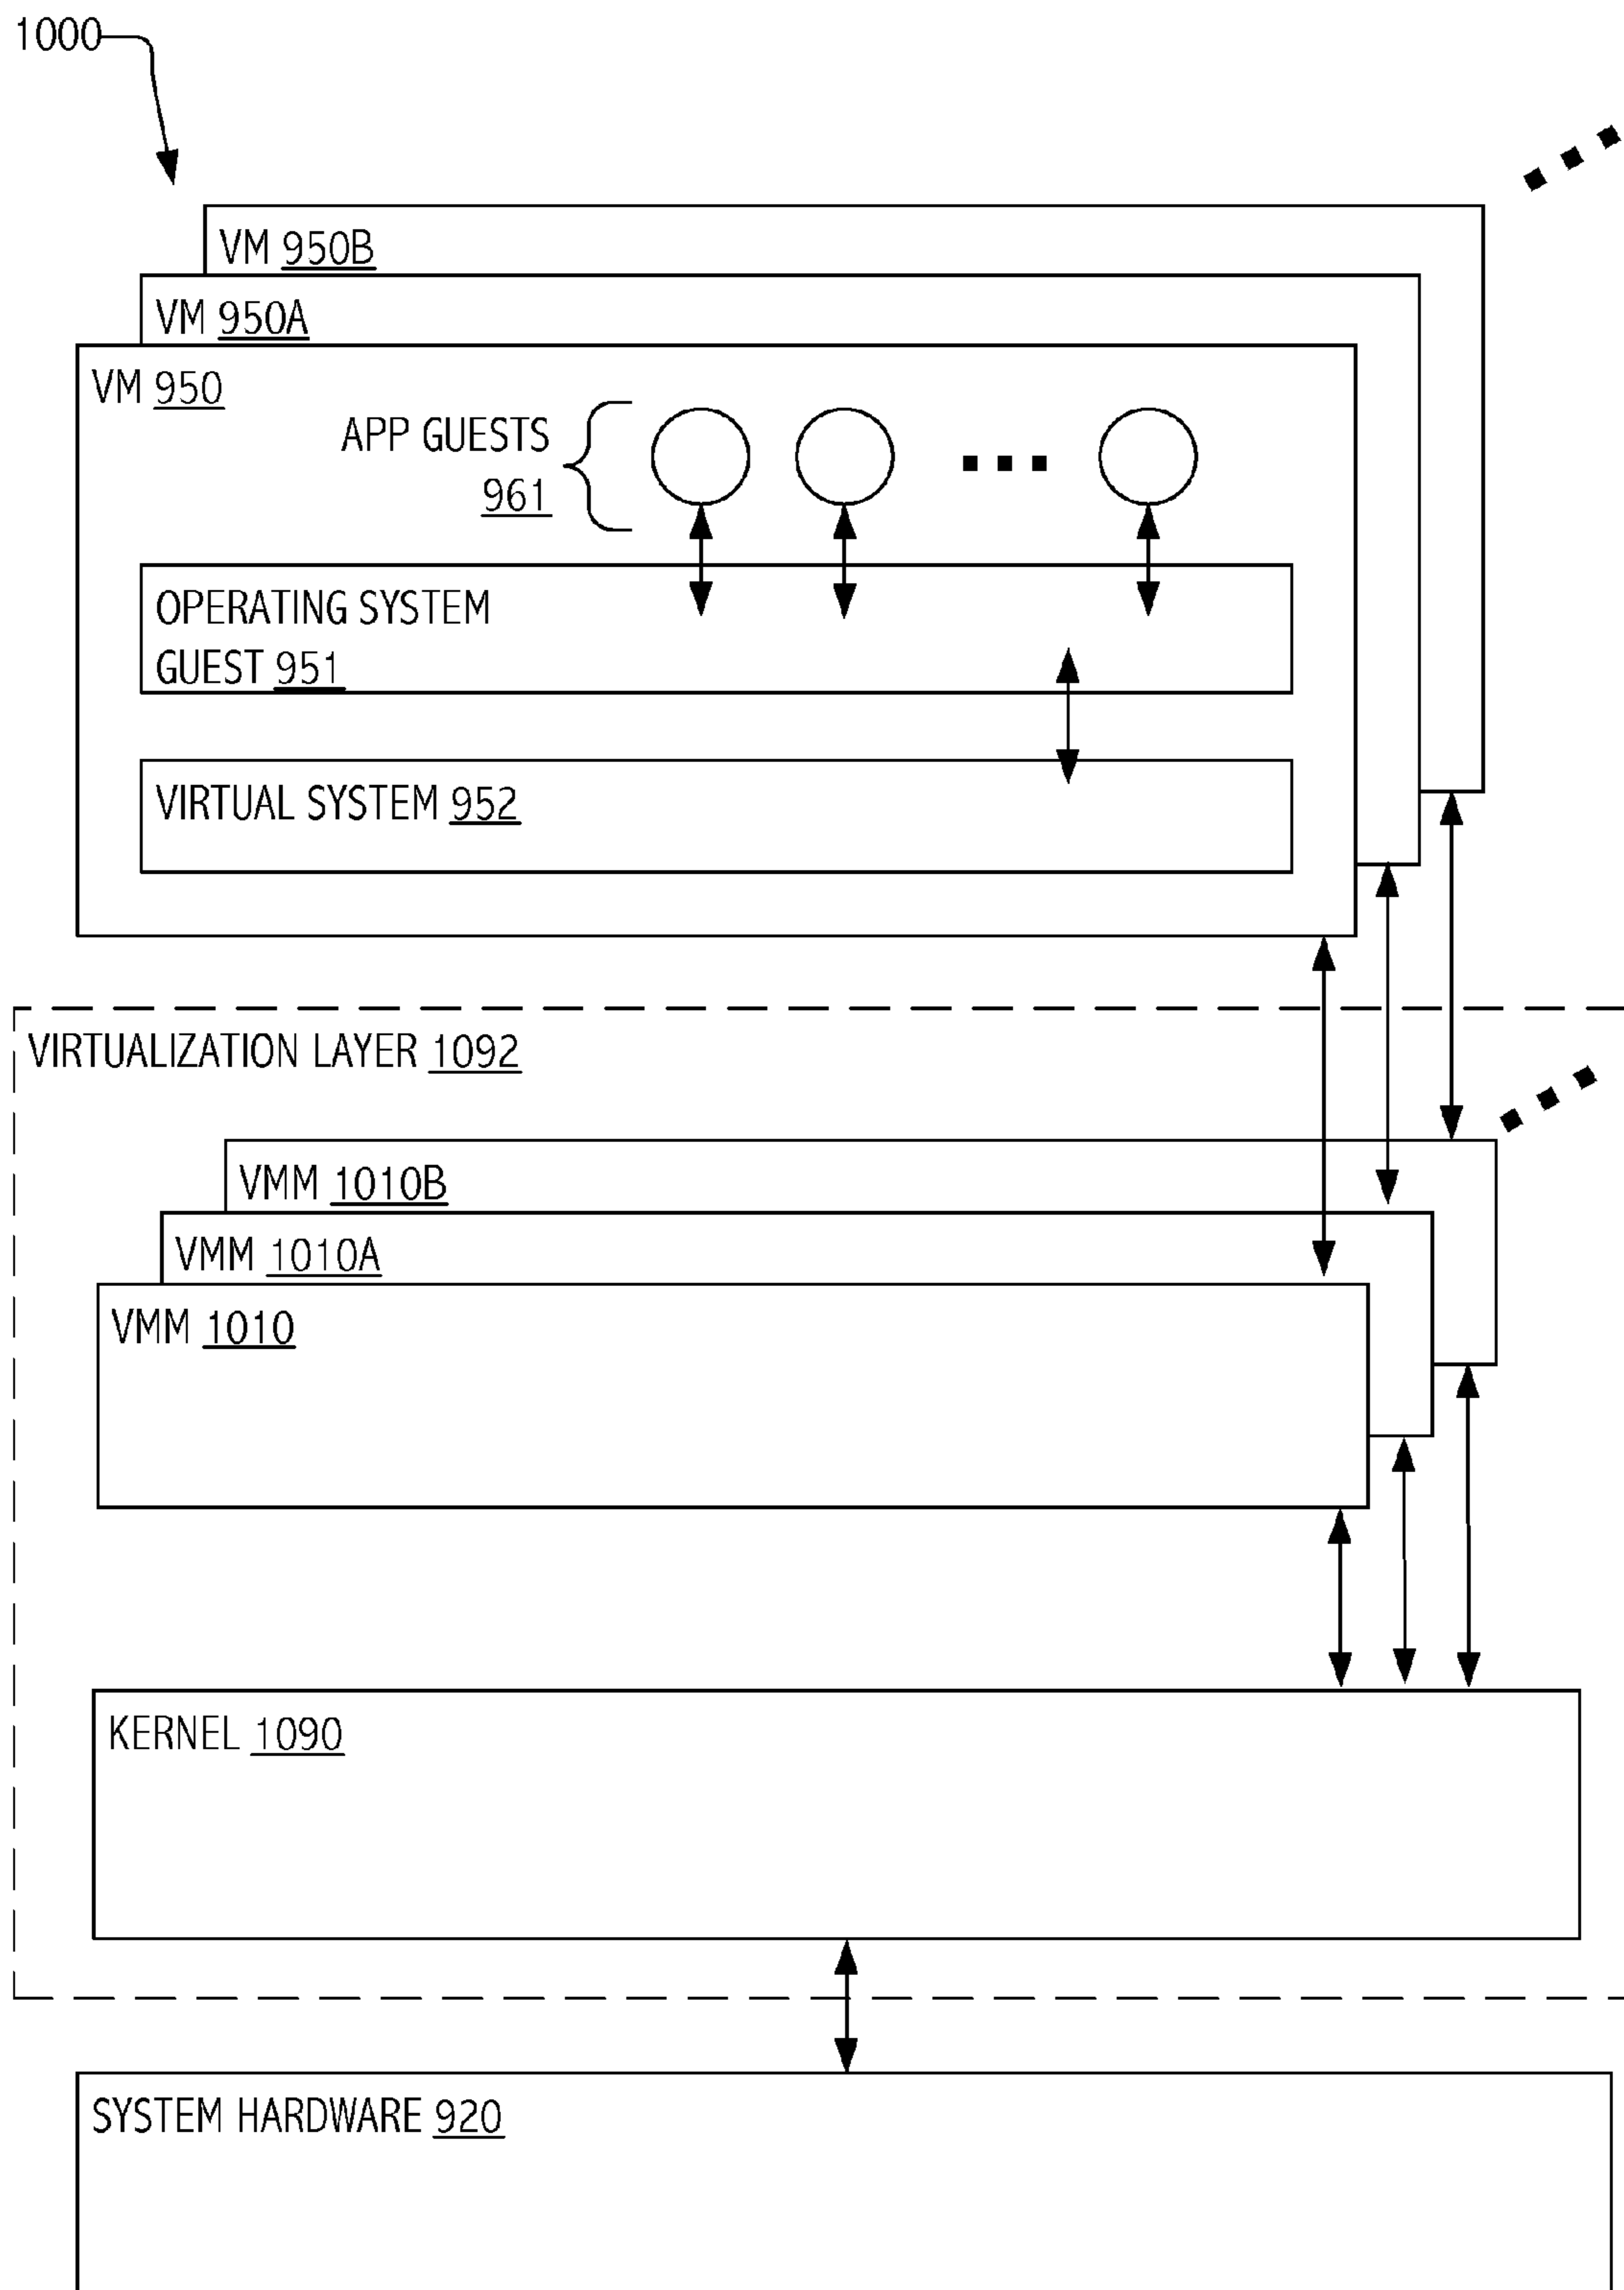 1000
VM 950B
VM 950A
VM 950
APP GUESTS
961
OPERATING SYSTEM
GUEST 951
VIRTUAL SYSTEM 952
VIRTUALIZATION LAYER 1092
VMM 1010B
VMM 1010A
VMM 1010
KERNEL 1090
SYSTEM HARDWARE 920